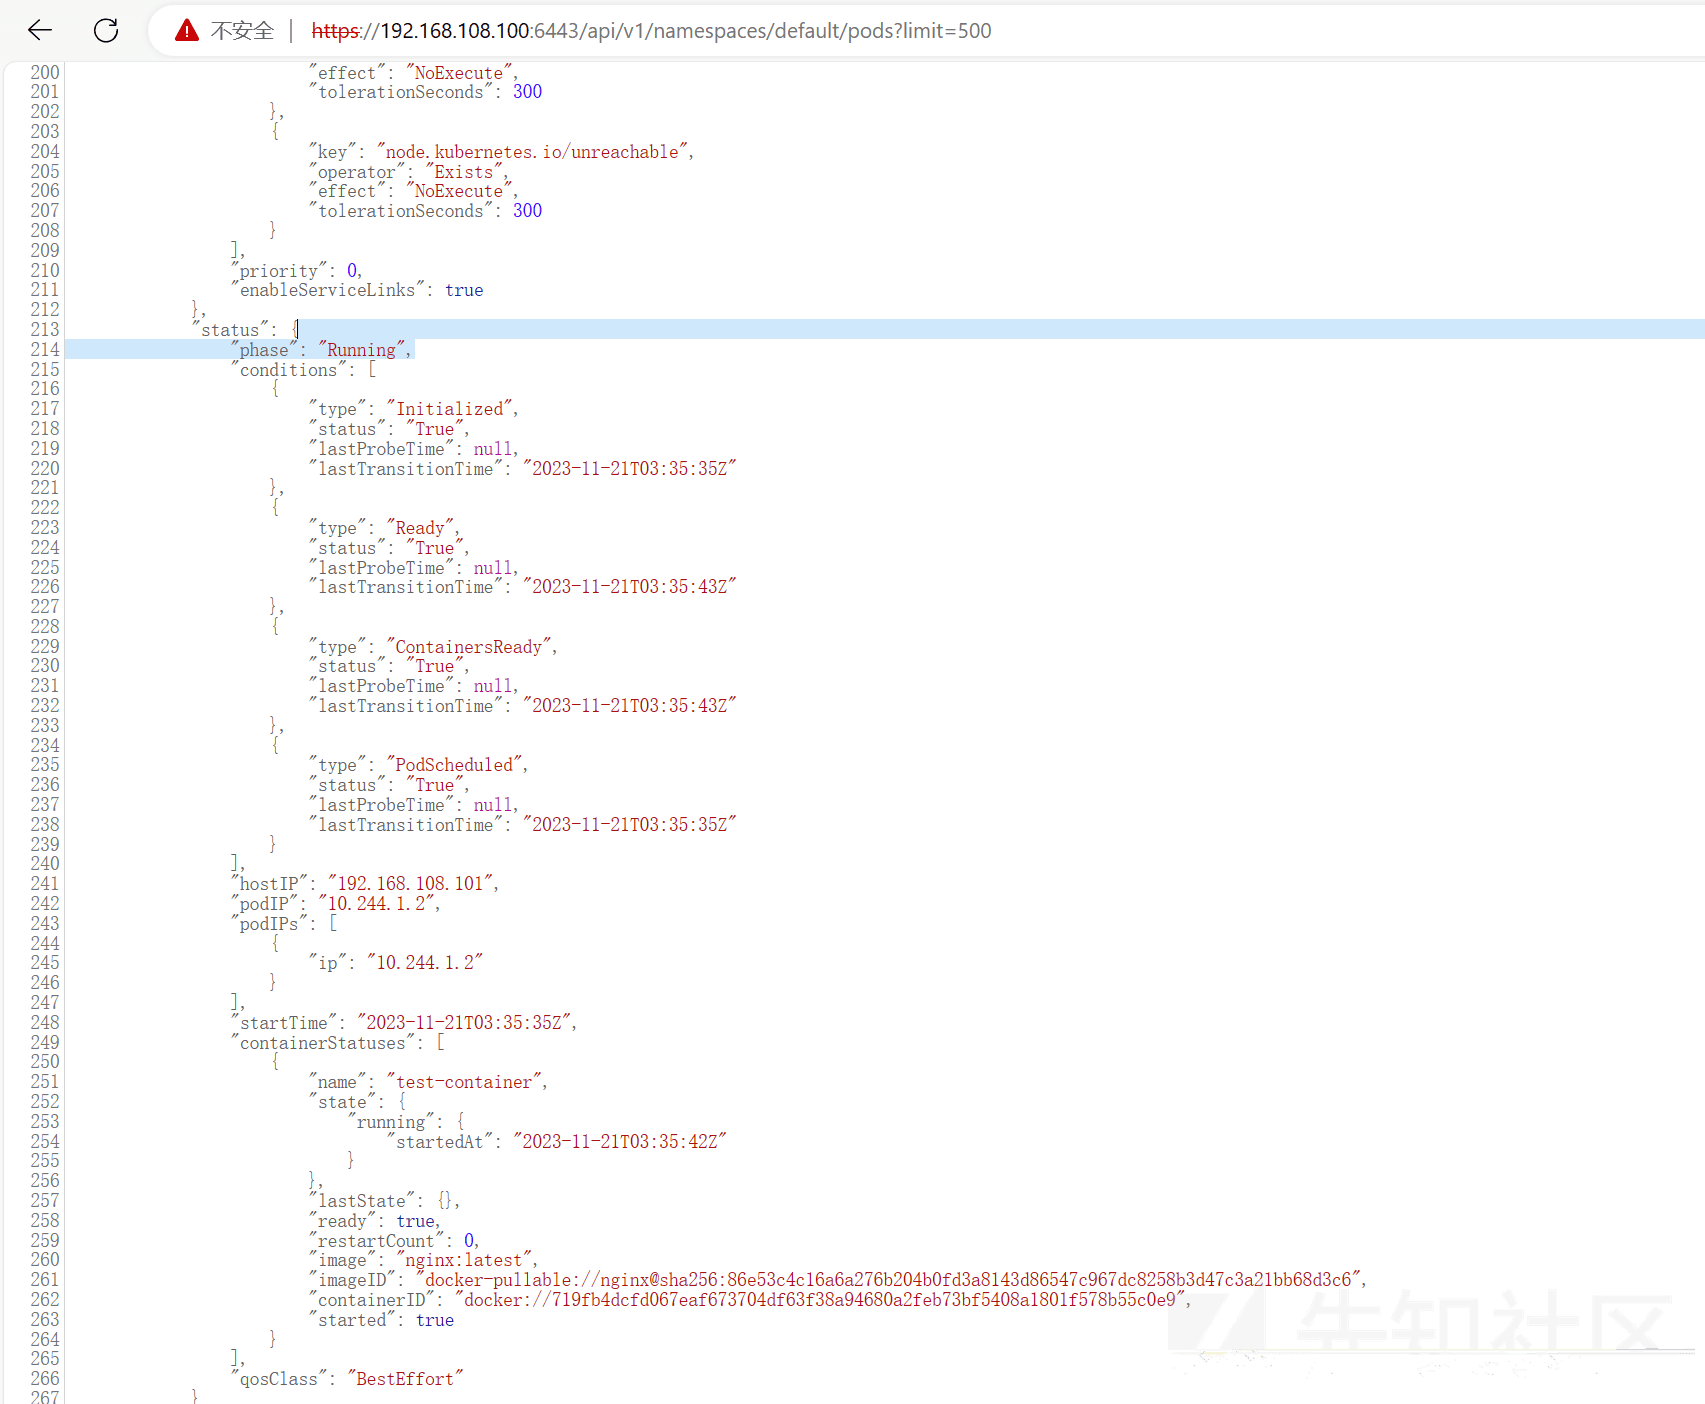 不安全 | https://192.168.108.100:6443/api/v1/namespaces/default/pods?limit=500
200 "effect": "NoExecute",
201 "tolerationSeconds": 300
202 },
203 {
204 "key": "node.kubernetes.io/unreachable",
205 "operator": "Exists",
206 "effect": "NoExecute",
207 "tolerationSeconds": 300
208 }
209 ],
210 "priority": 0,
211 "enableServiceLinks": true
212 },
213 "status": {
214 "phase": "Running",
215 "conditions": [
216 {
217 "type": "Initialized",
218 "status": "True",
219 "lastProbeTime": null,
220 "lastTransitionTime": "2023-11-21T03:35:35Z"
221 },
222 {
223 "type": "Ready",
224 "status": "True",
225 "lastProbeTime": null,
226 "lastTransitionTime": "2023-11-21T03:35:43Z"
227 },
228 {
229 "type": "ContainersReady",
230 "status": "True",
231 "lastProbeTime": null,
232 "lastTransitionTime": "2023-11-21T03:35:43Z"
233 },
234 {
235 "type": "PodScheduled",
236 "status": "True",
237 "lastProbeTime": null,
238 "lastTransitionTime": "2023-11-21T03:35:35Z"
239 }
240 ],
241 "hostIP": "192.168.108.101",
242 "podIP": "10.244.1.2",
243 "podIPs": [
244 {
245 "ip": "10.244.1.2"
246 }
247 ],
248 "startTime": "2023-11-21T03:35:35Z",
249 "containerStatuses": [
250 {
251 "name": "test-container",
252 "state": {
253 "running": {
254 "startedAt": "2023-11-21T03:35:42Z"
255 }
256 },
257 "lastState": {},
258 "ready": true,
259 "restartCount": 0,
260 "image": "nginx:latest",
261 "imageID": "docker-pullable://nginx@sha256:86e53c4c16a6a276b204b0fd3a8143d86547c967dc8258b3d47c3a21bb68d3c6",
262 "containerID": "docker://719fb4dcfd067eaf673704df63f38a94680a2feb73bf5408a1801f578b55c0e9",
263 "started": true
264 }
265 ],
266 "qosClass": "BestEffort"
267 }
先知社区